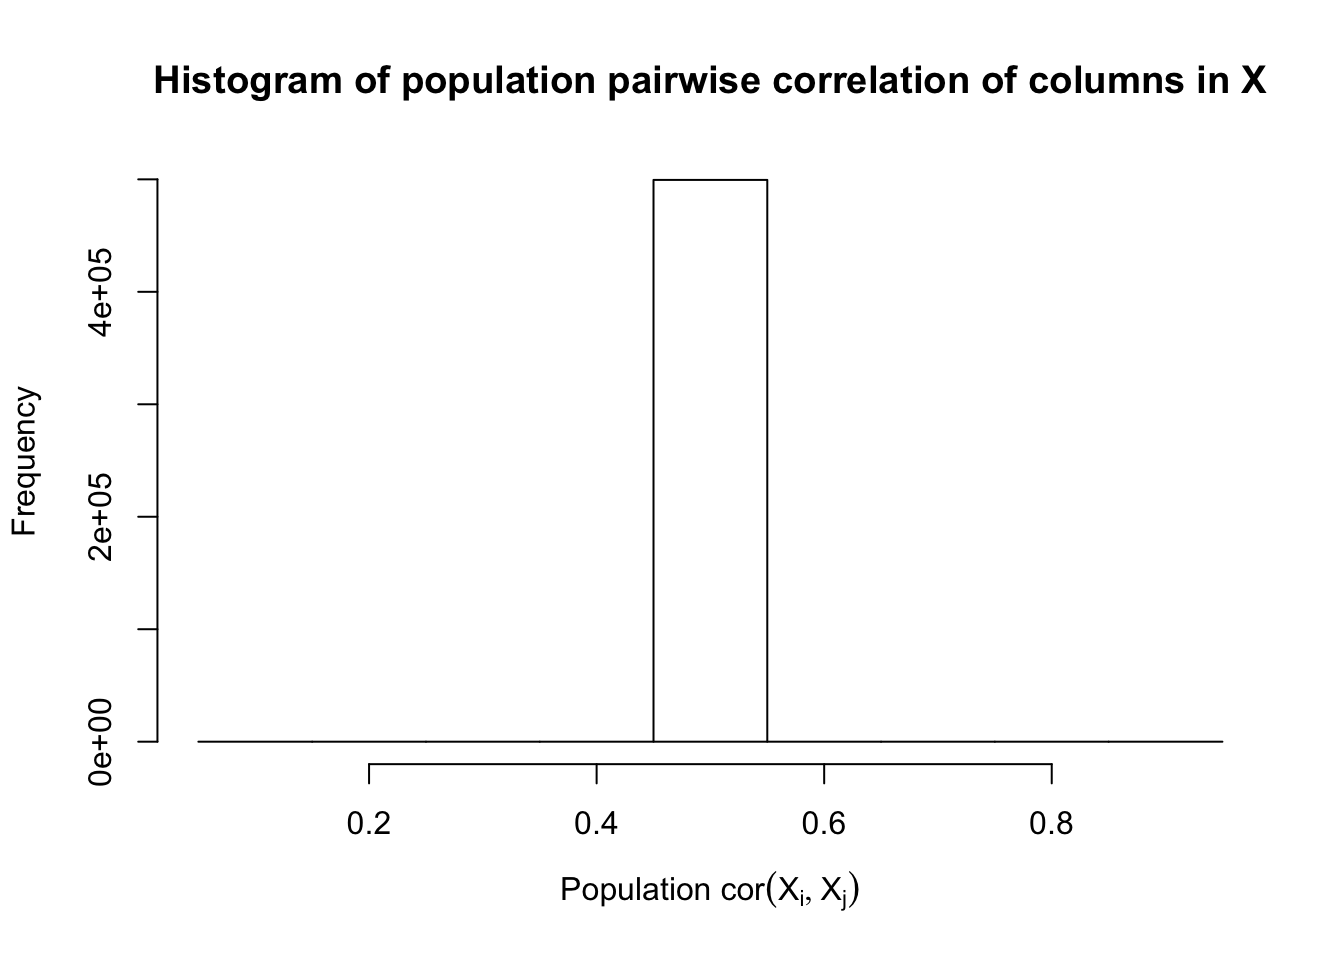 Histogram of population pairwise correlation of columns in X
Frequency
4e+05
2e+05
0e+00
0.2 0.4 0.6 0.8
Population cor(Xi, Xj)